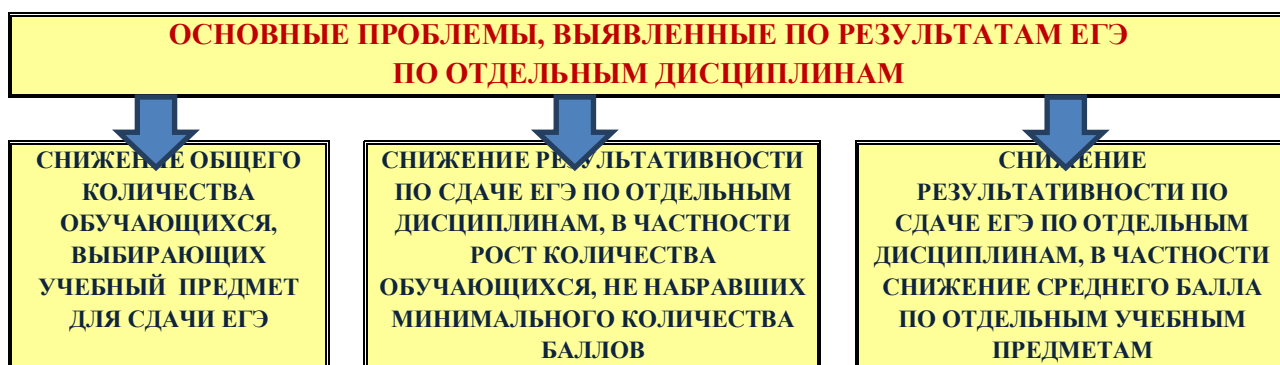 ОСНОВНЫЕ ПРОБЛЕМЫ, ВЫЯВЛЕННЫЕ ПО РЕЗУЛЬТАТАМ ЕГЭ
ПО ОТДЕЛЬНЫМ ДИСЦИПЛИНАМ
СНИЖЕНИЕ ОБЩЕГО
КОЛИЧЕСТВА
ОБУЧАЮЩИХСЯ,
ВЫБИРАЮЩИХ
УЧЕБНЫЙ ПРЕДМЕТ
ДЛЯ СДАЧИ ЕГЭ
СНИЖЕНИЕ РЕЗУЛЬТАТИВНОСТИ
ПО СДАЧЕ ЕГЭ ПО ОТДЕЛЬНЫМ
ДИСЦИПЛИНАМ, В ЧАСТНОСТИ
РОСТ КОЛИЧЕСТВА
ОБУЧАЮЩИХСЯ, НЕ НАБРАВШИХ
МИНИМАЛЬНОГО КОЛИЧЕСТВА
БАЛЛОВ
СНИЖЕНИЕ
РЕЗУЛЬТАТИВНОСТИ ПО
СДАЧЕ ЕГЭ ПО ОТДЕЛЬНЫМ
ДИСЦИПЛИНАМ, В ЧАСТНОСТИ
СНИЖЕНИЕ СРЕДНЕГО БАЛЛА
ПО ОТДЕЛЬНЫМ УЧЕБНЫМ
ПРЕДМЕТАМ